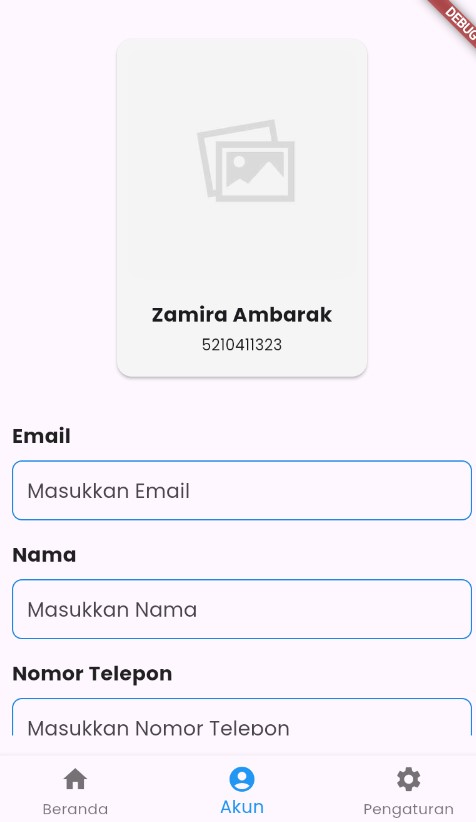 DEBUG
Zamira Ambarak
5210411323
Email
Masukkan Email
Nama
Masukkan Nama
Nomor Telepon
Masukkan Nomor Telepon
Beranda
Akun
Pengaturan